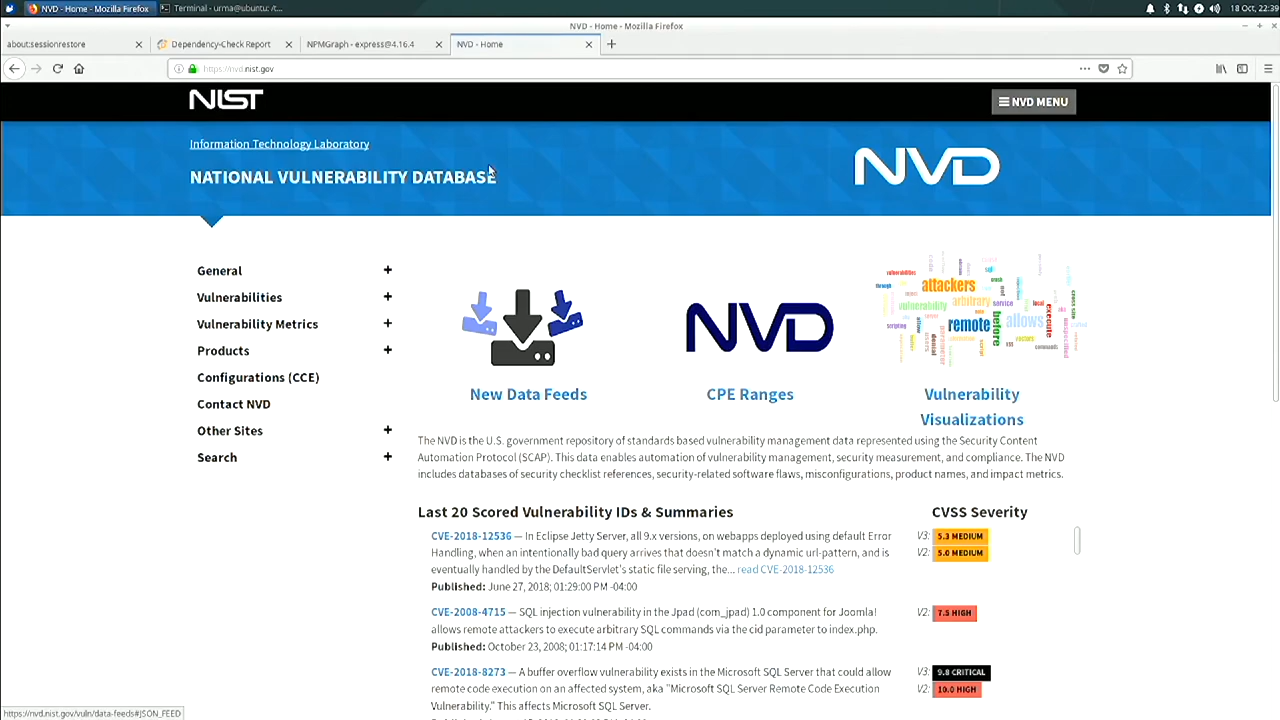 NVD - Home - Mozilla Firefox
Terminal - urma@ubuntu: /t...
18 Oct, 22:39
NVD - Home - Mozilla Firefox
about:sessionrestore
Dependency-Check Report
NPMGraph - express@4.16.4
NVD - Home
https://nvd.nist.gov
NIST
NVD MENU
Information Technology Laboratory
NATIONAL VULNERABILITY DATABASE
NVD
General
Vulnerabilities
Vulnerability Metrics
Products
Configurations (CCE)
Contact NVD
Other Sites
Search
NVD
vulnerabilities
through
attackers
vulnerability
arbitrary
service
local
scripting
allow
remote
before
allows
execute
vectors
commands
New Data Feeds
CPE Ranges
Vulnerability
Visualizations
The NVD is the U.S. government repository of standards based vulnerability management data represented using the Security Content
Automation Protocol (SCAP). This data enables automation of vulnerability management, security measurement, and compliance. The NVD
includes databases of security checklist references, security-related software flaws, misconfigurations, product names, and impact metrics.
Last 20 Scored Vulnerability IDs & Summaries
CVSS Severity
CVE-2018-12536 — In Eclipse Jetty Server, all 9.x versions, on webapps deployed using default Error
Handling, when an intentionally bad query arrives that doesn't match a dynamic url-pattern, and is
eventually handled by the DefaultServlet's static file serving, the... read CVE-2018-12536
Published: June 27, 2018; 01:29:00 PM -04:00
V3: 5.3 MEDIUM
V2: 5.0 MEDIUM
CVE-2008-4715 — SQL injection vulnerability in the Jpad (com_jpad) 1.0 component for Joomla!
allows remote attackers to execute arbitrary SQL commands via the cid parameter to index.php.
Published: October 23, 2008; 01:17:14 PM -04:00
V2: 7.5 HIGH
CVE-2018-8273 — A buffer overflow vulnerability exists in the Microsoft SQL Server that could allow
remote code execution on an affected system, aka "Microsoft SQL Server Remote Code Execution
Vulnerability." This affects Microsoft SQL Server.
V3: 9.8 CRITICAL
V2: 10.0 HIGH
https://nvd.nist.gov/vuln/data-feeds#JSON_FEED